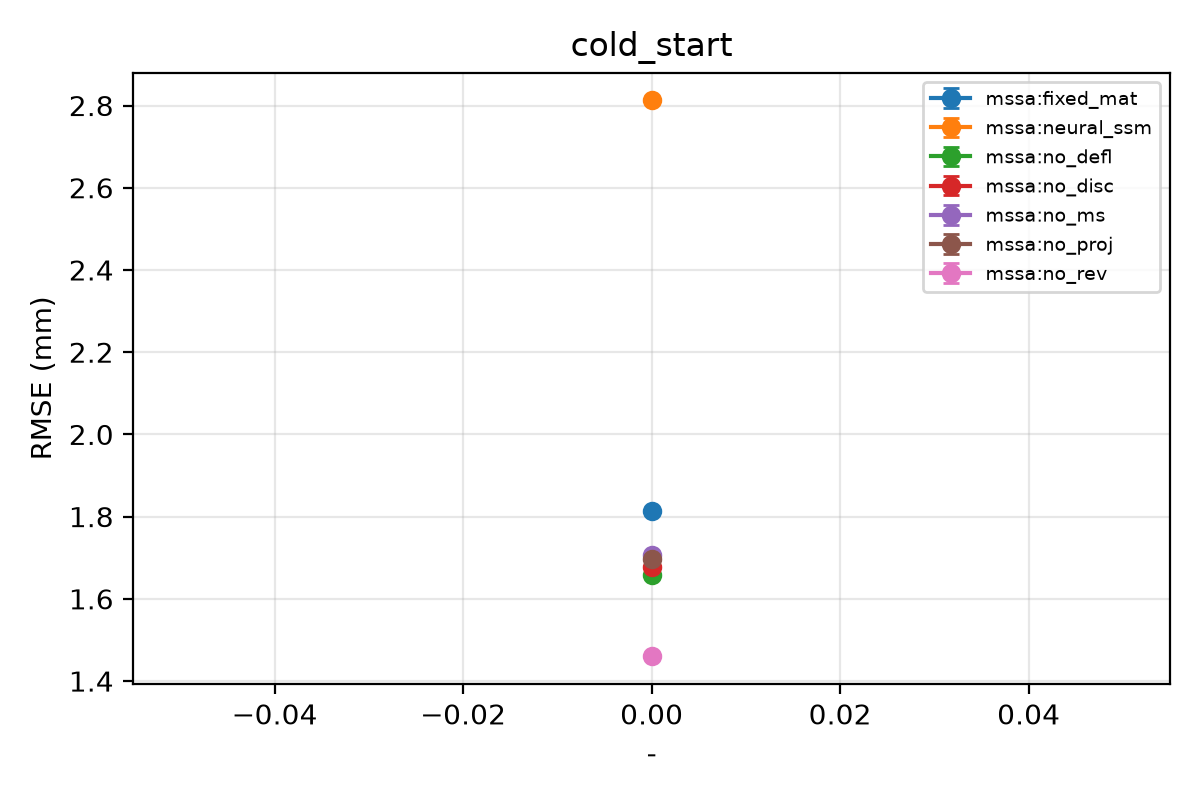 cold_start
2.8
2.6
2.4
2.2
2.0
1.8
1.6
1.4
RMSE (mm)
mssa:fixed_mat
mssa:neural_ssm
mssa:no_defl
mssa:no_disc
mssa:no_ms
mssa:no_proj
mssa:no_rev
−0.04 −0.02 0.00 0.02 0.04
-